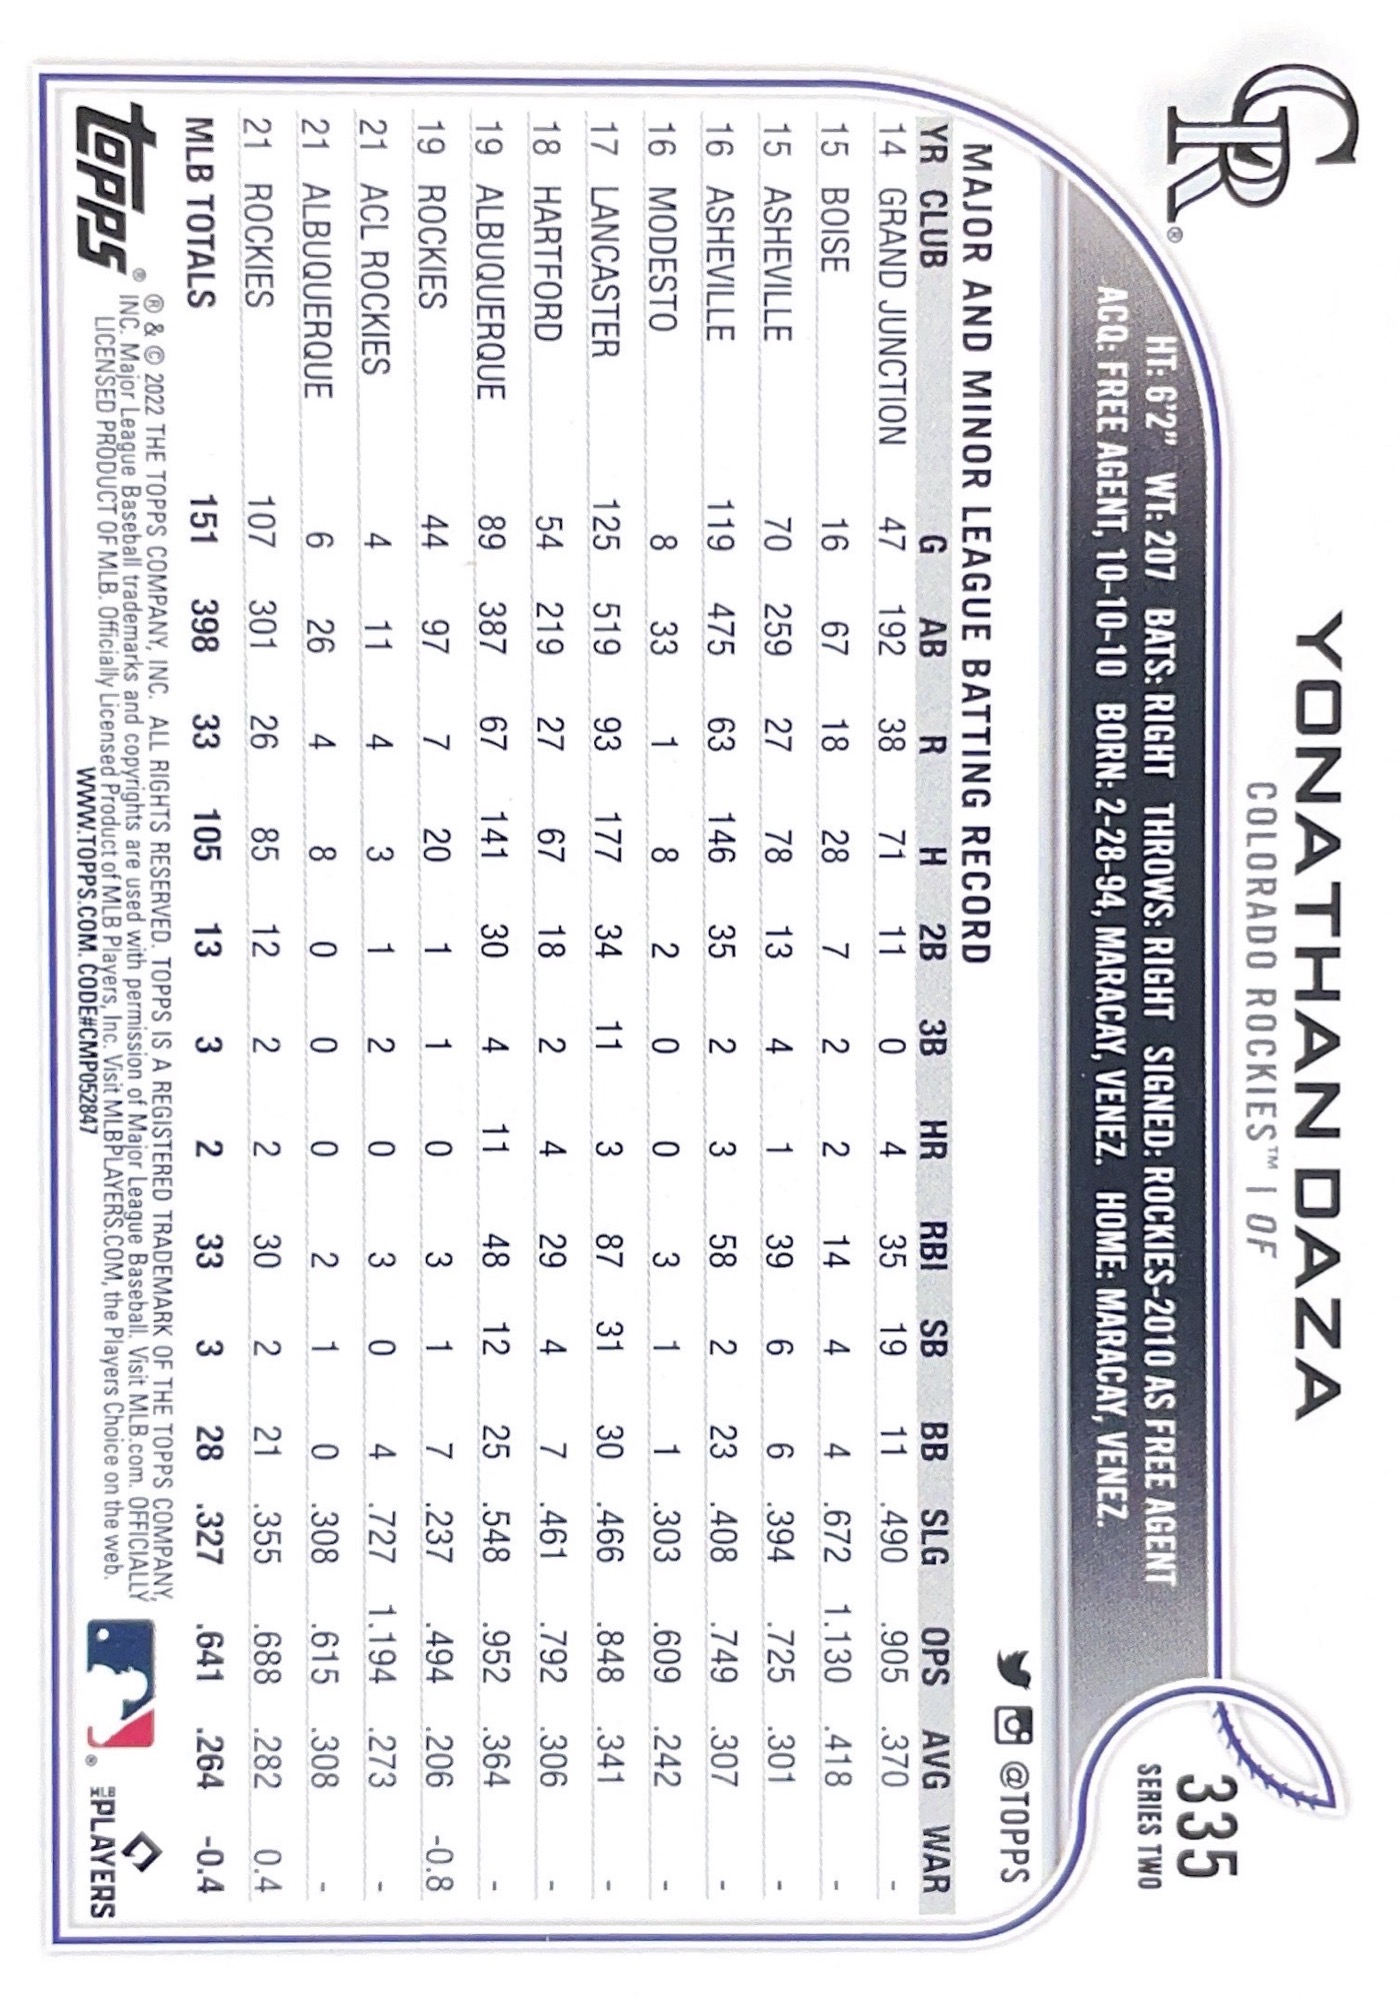 YONATHAN DAZA
COLORADO ROCKIES™ | OF
335
SERIES TWO
CR®
HT: 6'2" WT: 207 BATS: RIGHT THROWS: RIGHT SIGNED: ROCKIES-2010 AS FREE AGENT
ACQ: FREE AGENT, 10-10-10 BORN: 2-28-94, MARACAY, VENEZ. HOME: MARACAY, VENEZ.
@TOPPS
MAJOR AND MINOR LEAGUE BATTING RECORD
YR CLUB G AB R H 2B 3B HR RBI SB BB SLG OPS AVG WAR
14 GRAND JUNCTION 47 192 38 71 11 0 4 35 19 11 .490 .905 .370 -
15 BOISE 16 67 18 28 7 2 2 14 4 4 .672 1.130 .418 -
15 ASHEVILLE 70 259 27 78 13 4 1 39 6 6 .394 .725 .301 -
16 ASHEVILLE 119 475 63 146 35 2 3 58 2 23 .408 .749 .307 -
16 MODESTO 8 33 1 8 2 0 0 3 1 1 .303 .609 .242 -
17 LANCASTER 125 519 93 177 34 11 3 87 31 30 .466 .848 .341 -
18 HARTFORD 54 219 27 67 18 2 4 29 4 7 .461 .792 .306 -
19 ALBUQUERQUE 89 387 67 141 30 4 11 48 12 25 .548 .952 .364 -
19 ROCKIES 44 97 7 20 1 1 0 3 1 7 .237 .494 .206 -0.8
21 ACL ROCKIES 4 11 4 3 1 2 0 3 0 4 .727 1.194 .273 -
21 ALBUQUERQUE 6 26 4 8 0 0 0 2 1 0 .308 .615 .308 -
21 ROCKIES 107 301 26 85 12 2 2 30 2 21 .355 .688 .282 0.4
MLB TOTALS 151 398 33 105 13 3 2 33 3 28 .327 .641 .264 -0.4
topps®
® & © 2022 THE TOPPS COMPANY, INC. ALL RIGHTS RESERVED. TOPPS IS A REGISTERED TRADEMARK OF THE TOPPS COMPANY,
INC. Major League Baseball trademarks and copyrights are used with permission of Major League Baseball. Visit MLB.com. OFFICIALLY
LICENSED PRODUCT OF MLB. Officially Licensed Product of MLB Players, Inc. Visit MLBPLAYERS.COM, the Players Choice on the web.
WWW.TOPPS.COM. CODE#CMP052847
®
MLB PLAYERS